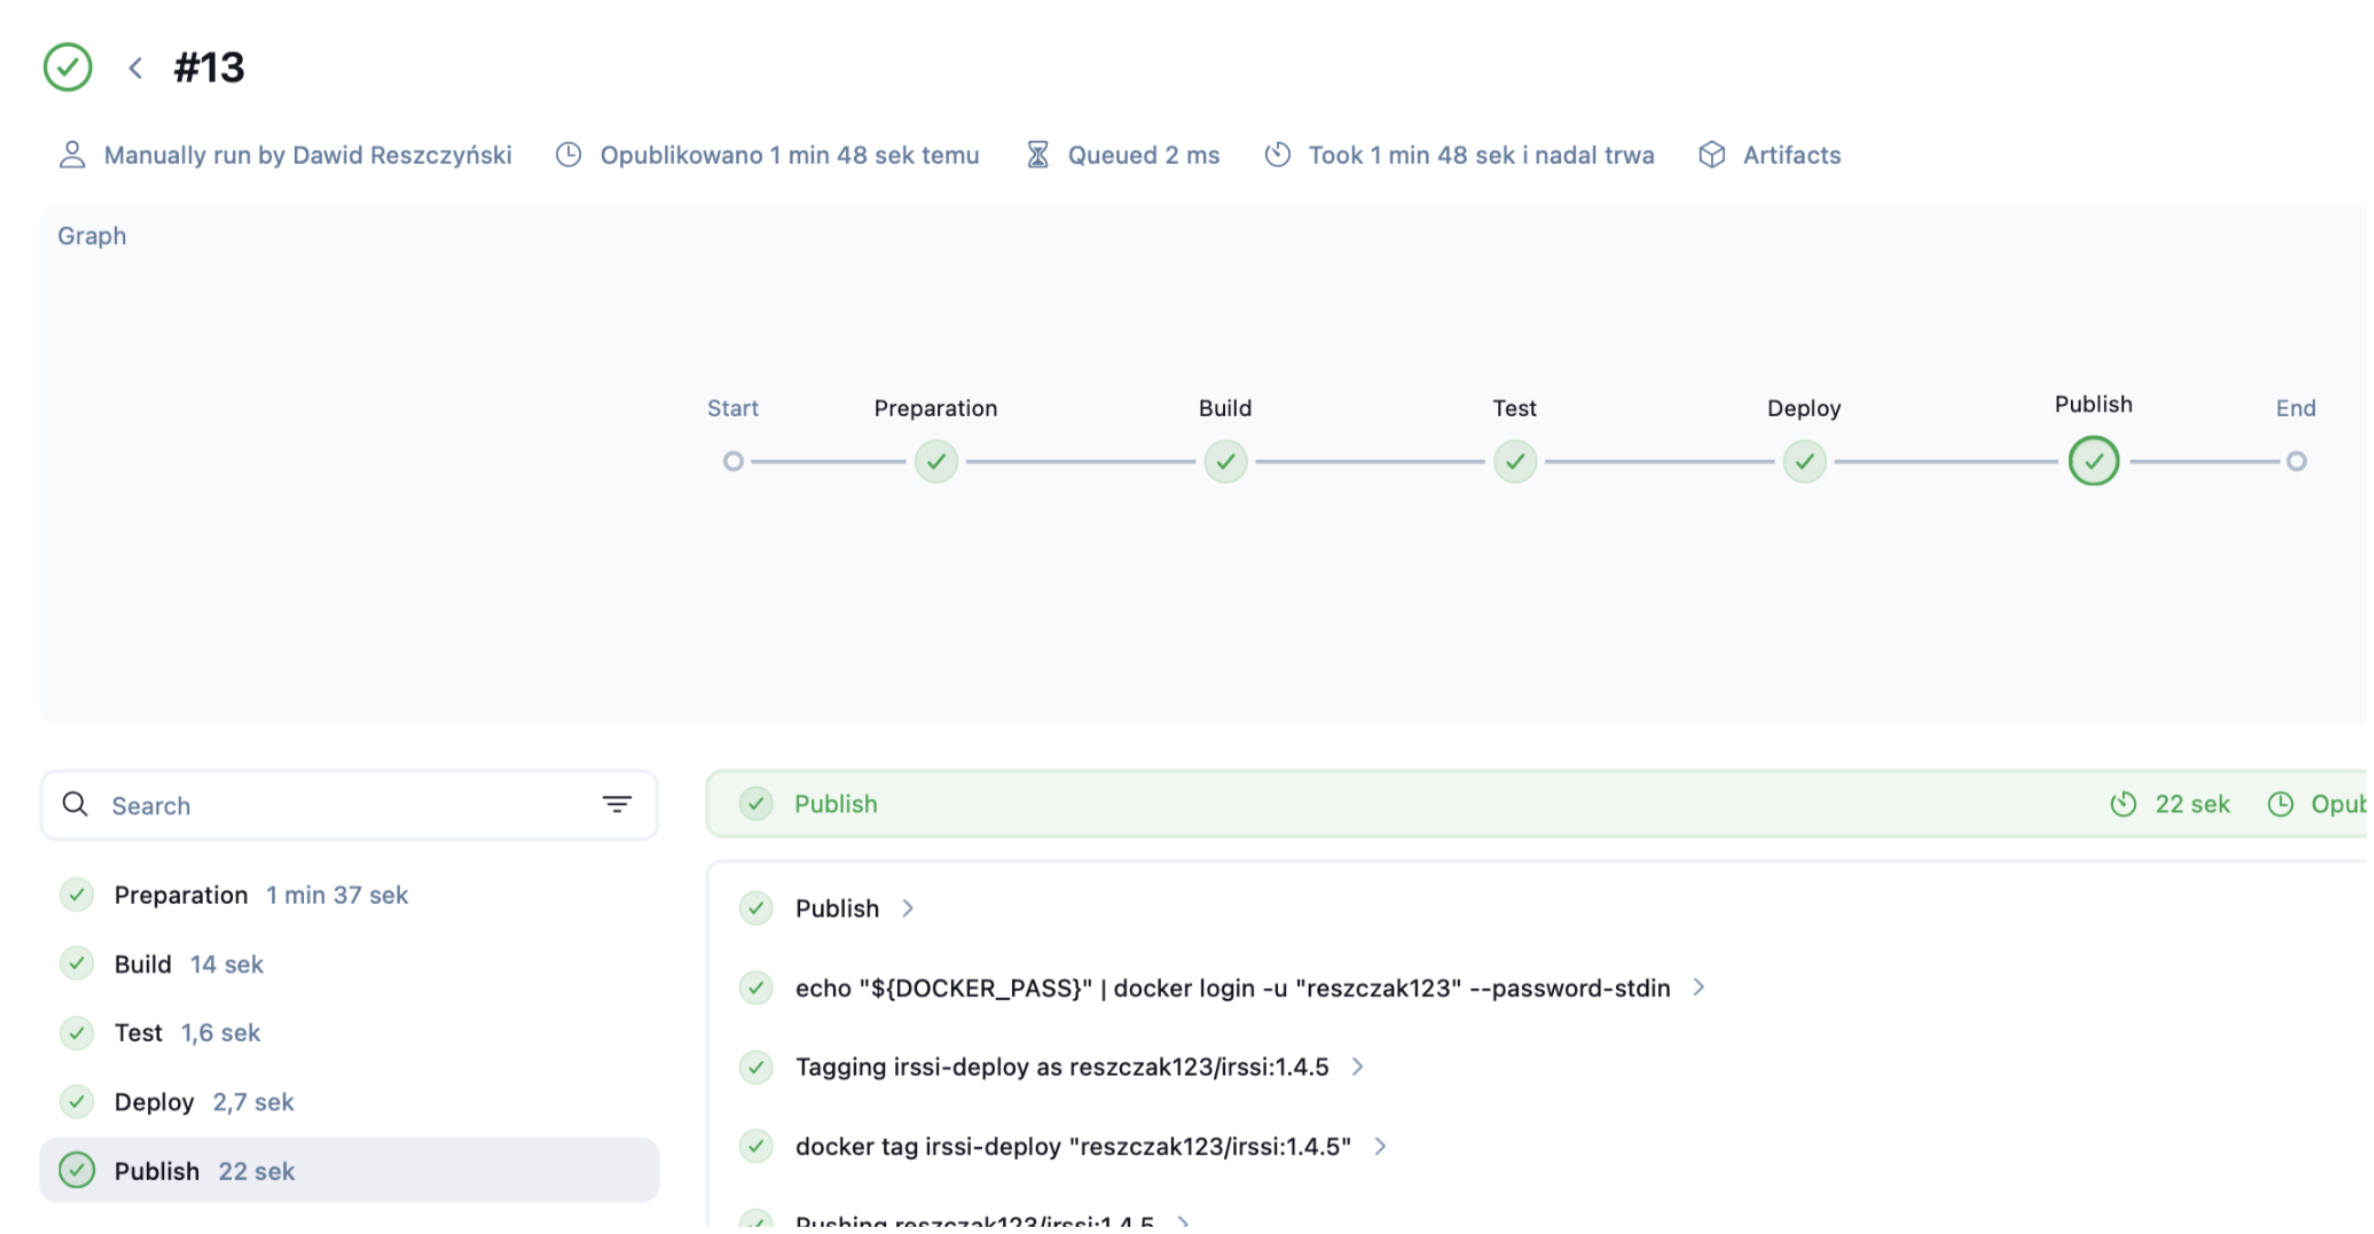 #13
Manually run by Dawid Reszczyński Opublikowano 1 min 48 sek temu Queued 2 ms Took 1 min 48 sek i nadal trwa Artifacts
Graph
Start Preparation Build Test Deploy Publish End
Search
Preparation 1 min 37 sek
Build 14 sek
Test 1,6 sek
Deploy 2,7 sek
Publish 22 sek
Publish 22 sek Opub
Publish
echo "${DOCKER_PASS}" | docker login -u "reszczak123" --password-stdin
Tagging irssi-deploy as reszczak123/irssi:1.4.5
docker tag irssi-deploy "reszczak123/irssi:1.4.5"
Pushing reszczak123/irssi:1.4.5